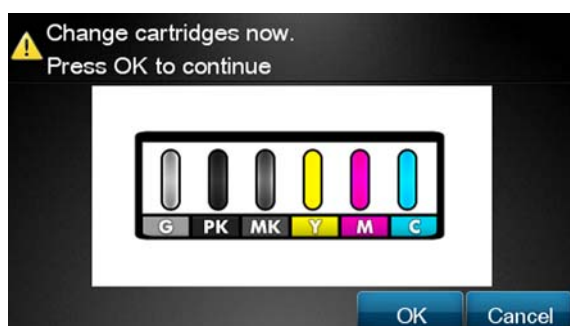 Change cartridges now.
Press OK to continue
G PK MK Y M C
OK Cancel